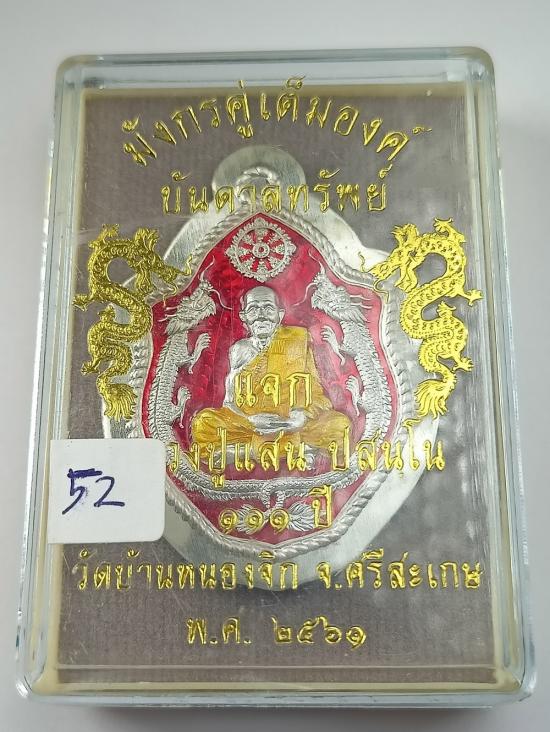 มังกรคู่เต็มองค์
บันดาลทรัพย์
แจก
วงปู่แสน ปสนฺโน
๑๑๑ ปี
52
วัดบ้านหนองจิก จ.ศรีสะเกษ
พ.ศ. ๒๕๖๑